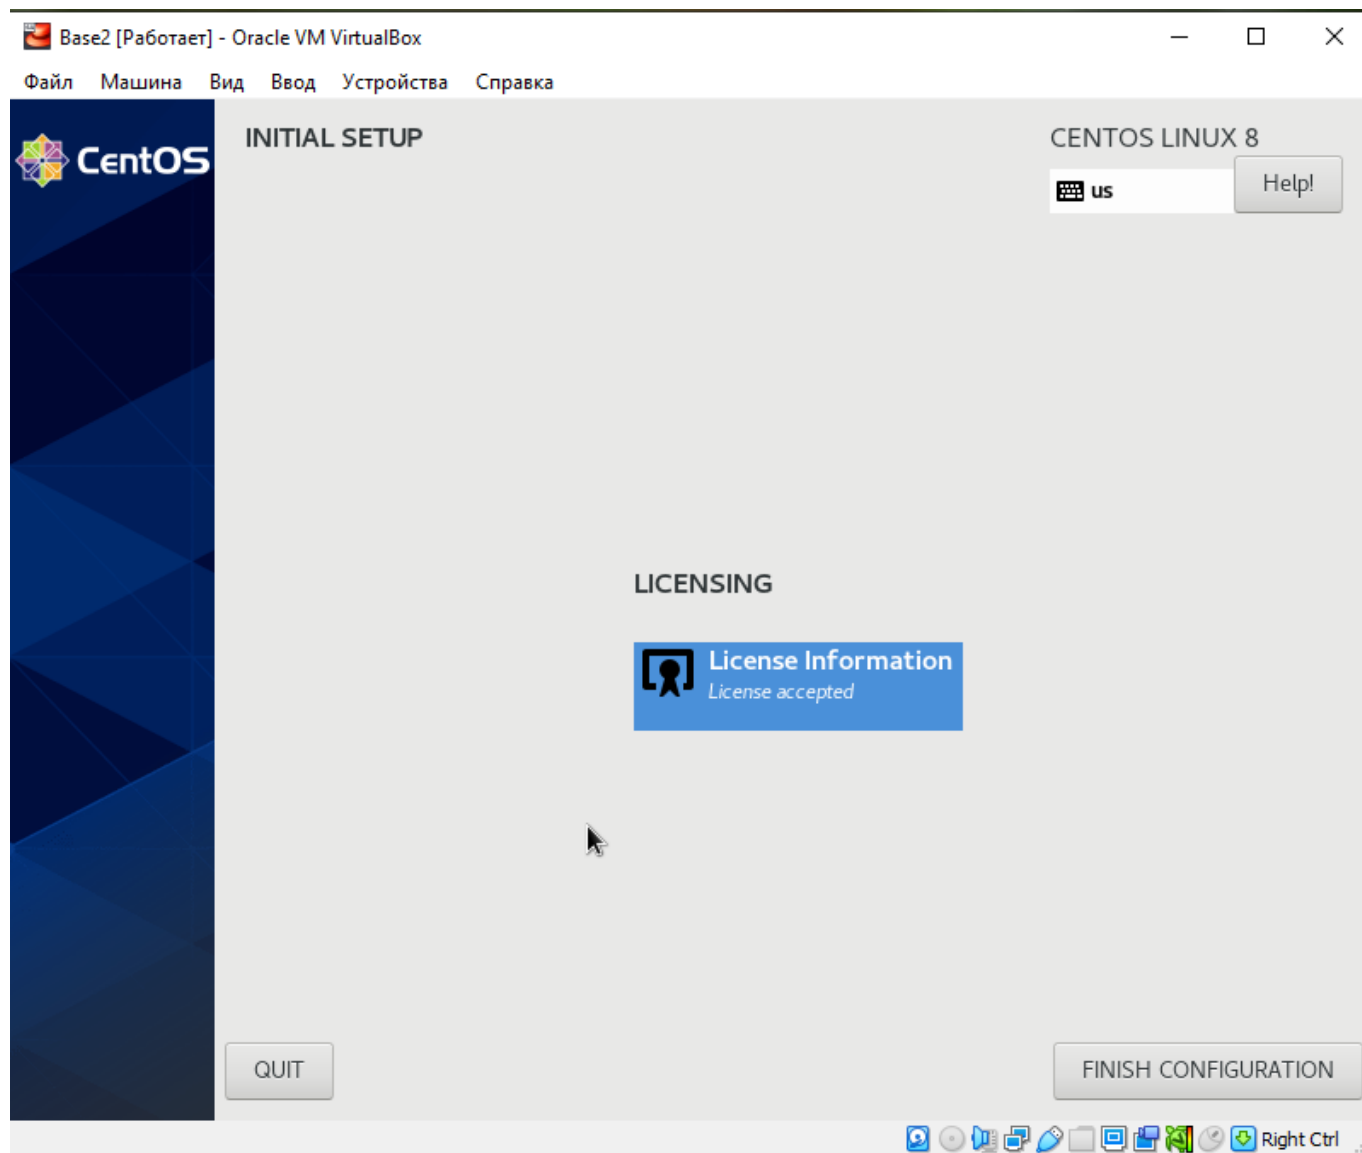 Base2 [Работает] - Oracle VM VirtualBox
Файл Машина Вид Ввод Устройства Справка
CentOS
INITIAL SETUP
CENTOS LINUX 8
us
Help!
LICENSING
License Information
License accepted
QUIT
FINISH CONFIGURATION
Right Ctrl